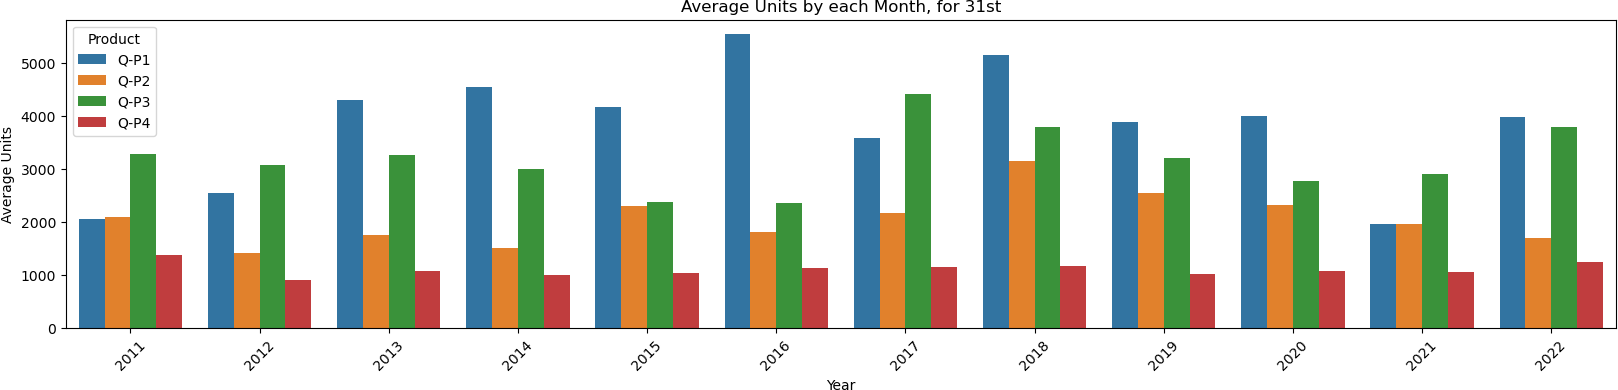 Average Units by each Month, for 31st
Product
Q-P1
Q-P2
Q-P3
Q-P4
Average Units
5000
4000
3000
2000
1000
0
2011
2012
2013
2014
2015
2016
2017
2018
2019
2020
2021
2022
Year